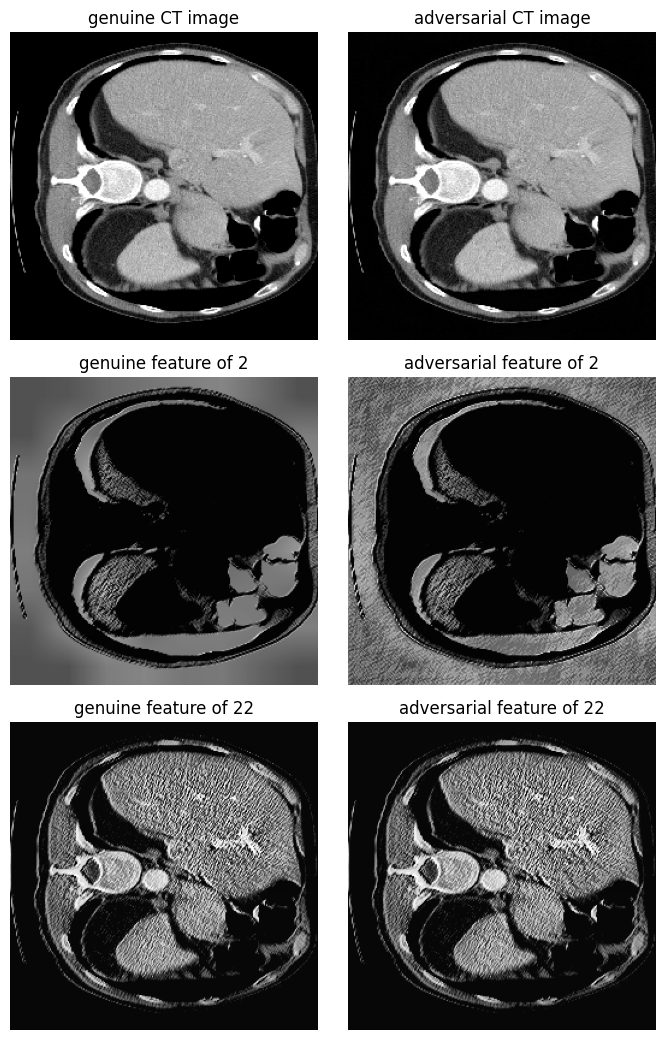 genuine CT image
adversarial CT image
genuine feature of 2
adversarial feature of 2
genuine feature of 22
adversarial feature of 22